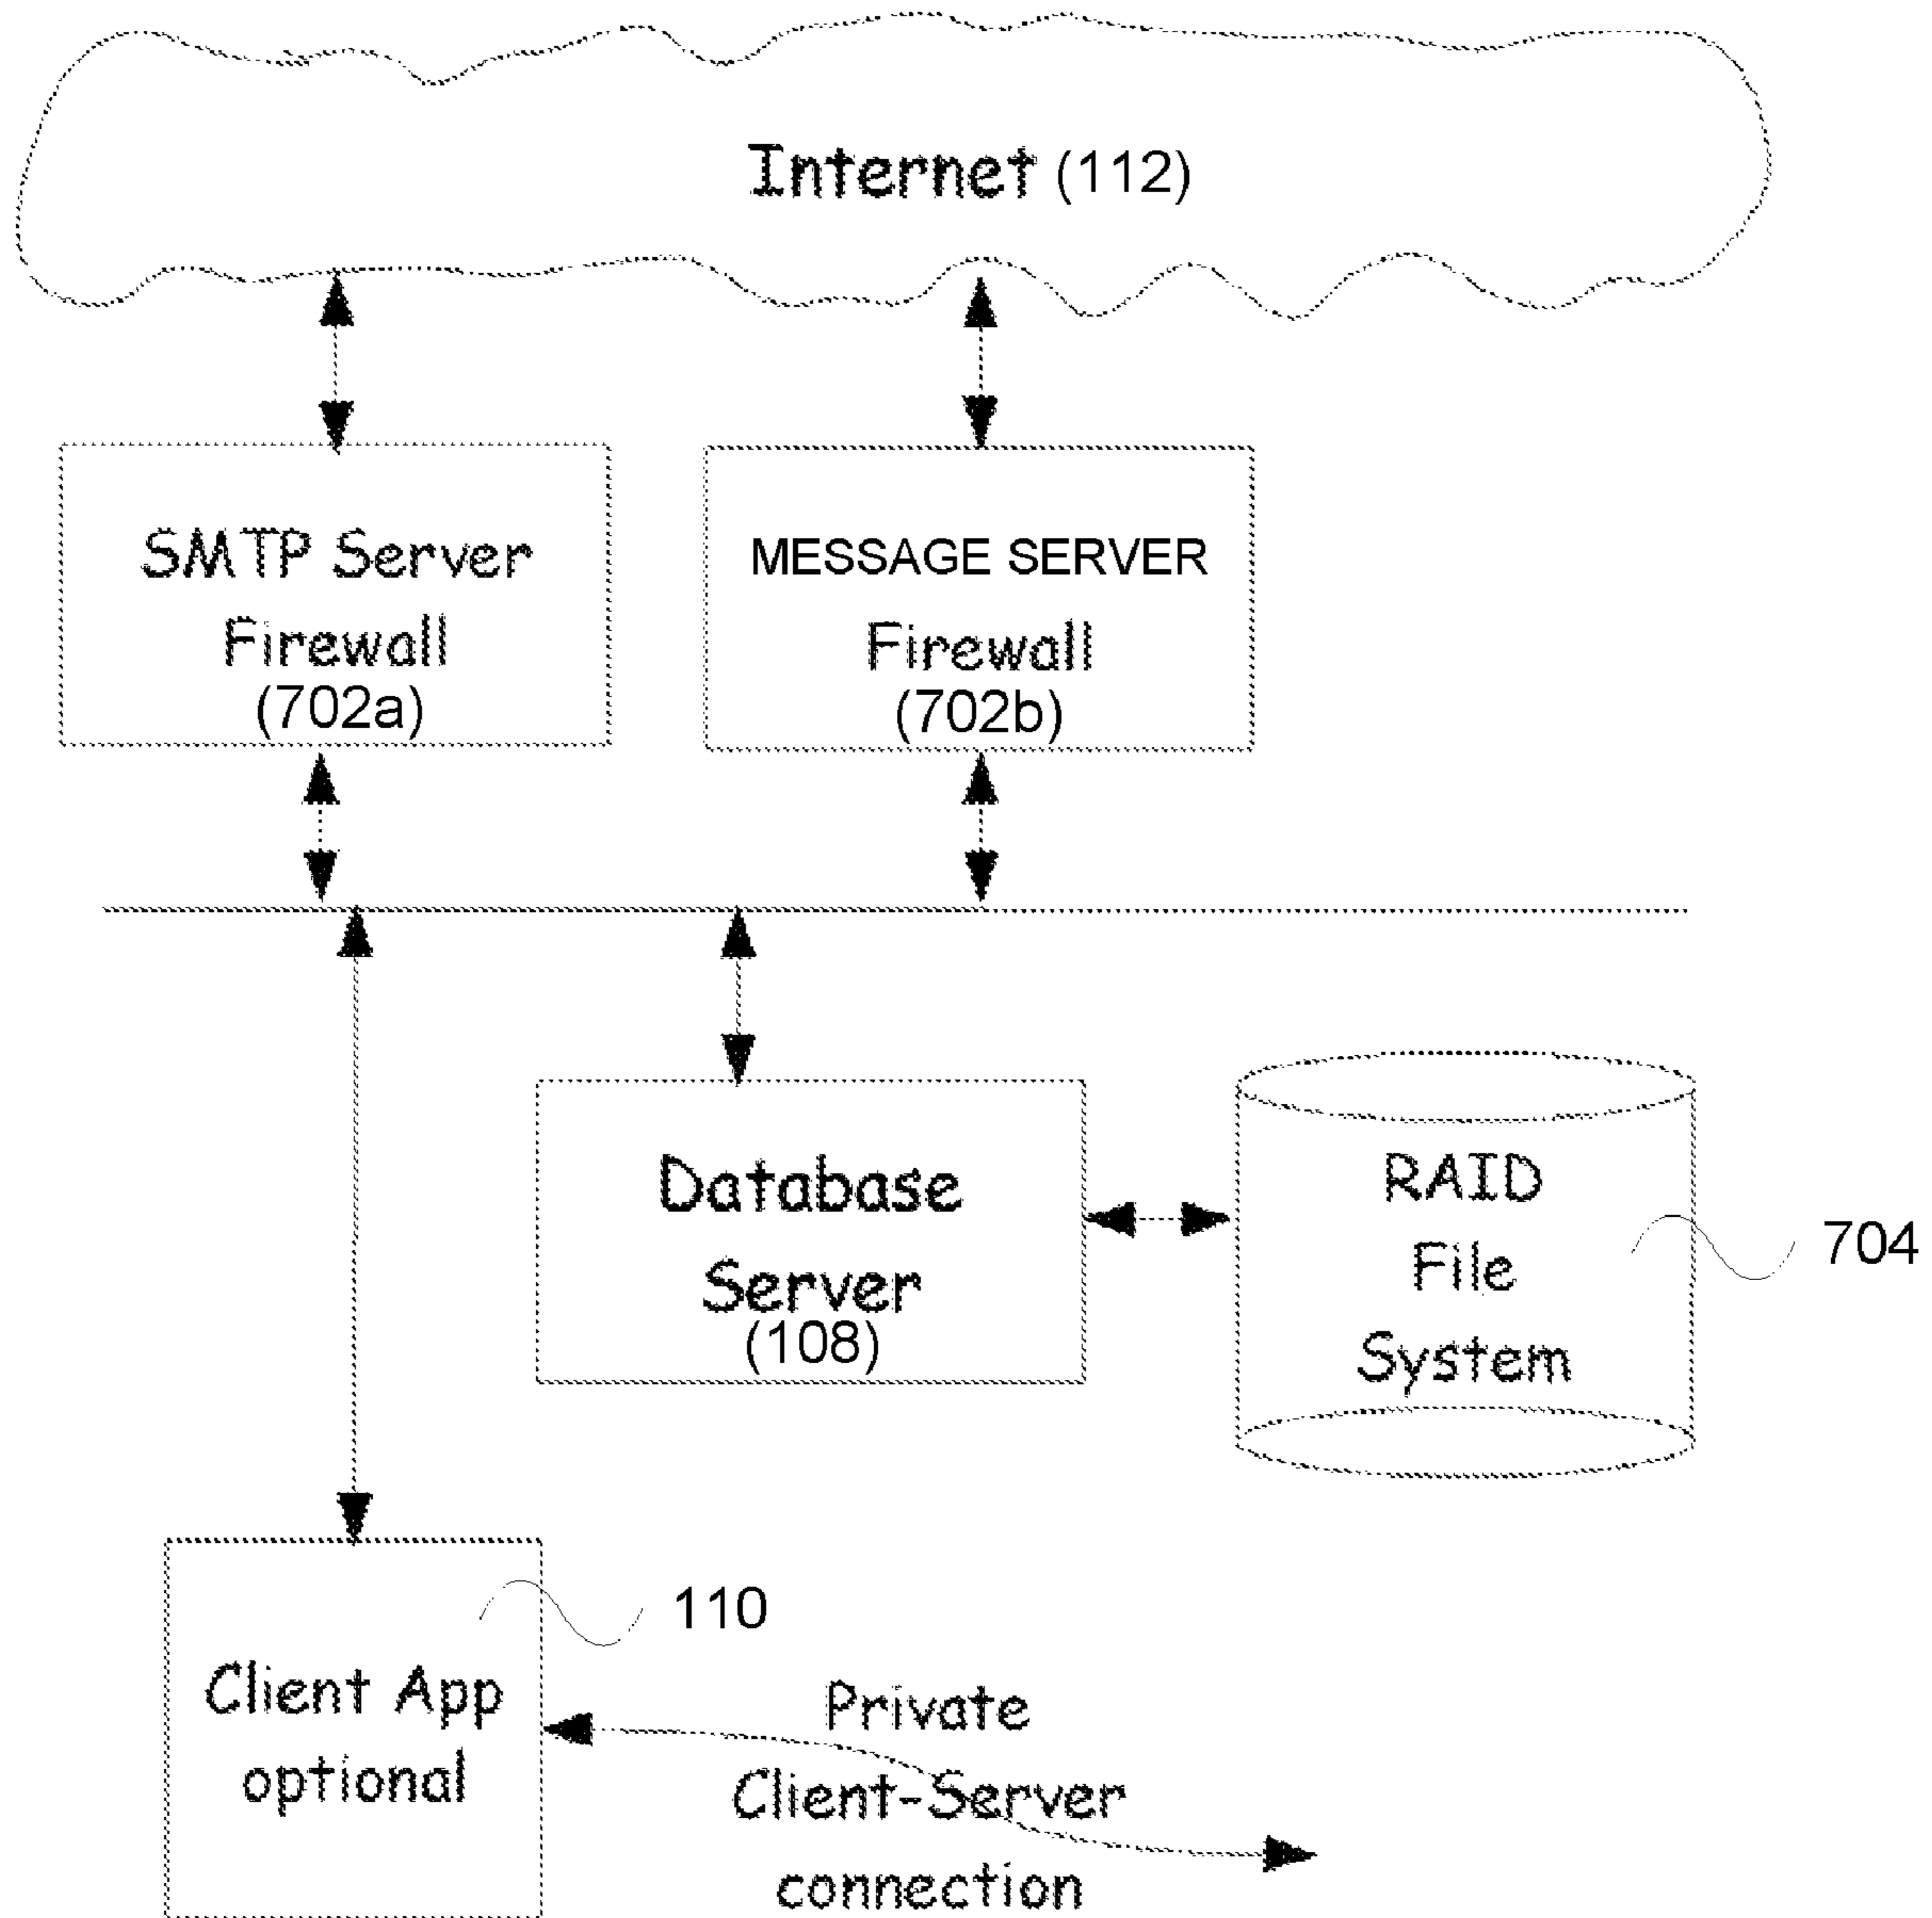 Internet (112)
SMTP Server
Firewall
(702a)
MESSAGE SERVER
Firewall
(702b)
Database
Server
(108)
RAID
File
System
704
110
Client App
optional
Private
Client-Server
connection